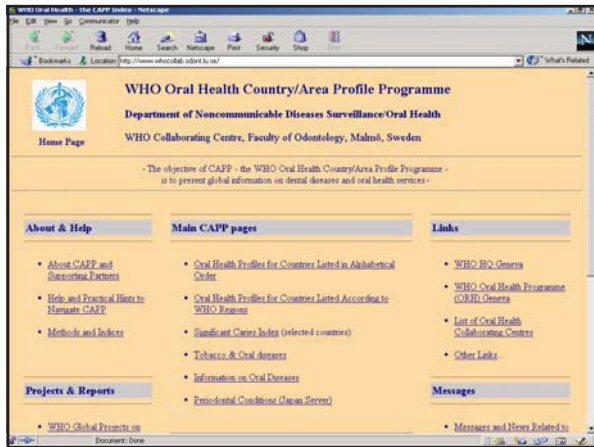 WHO Oral Health - the CAPP Index - Netscape
File Edit View Go Communicator Help
Back Forward Reload Home Search Netscape Print Security Shop Stop
Bookmarks Location: http://www.whocollab.odont.lu.se/ What's Related
WHO Oral Health Country/Area Profile Programme
Department of Noncommunicable Diseases Surveillance/Oral Health
WHO Collaborating Centre, Faculty of Odontology, Malmö, Sweden
Home Page
- The objective of CAPP - the WHO Oral Health Country/Area Profile Programme -
is to present global information on dental diseases and oral health services -
About & Help
About CAPP and
Supporting Partners
Help and Practical Hints to
Navigate CAPP
Methods and Indices
Projects & Reports
WHO Global Projects on
Main CAPP pages
Oral Health Profiles for Countries Listed in Alphabetical
Order
Oral Health Profiles for Countries Listed According to
WHO Regions
Significant Caries Index (selected countries)
Tobacco & Oral diseases
Information on Oral Diseases
Periodontal Conditions (Japan Server)
Links
WHO HQ Geneva
WHO Oral Health Programme
(ORH) Geneva
List of Oral Health
Collaborating Centres
Other Links...
Messages
Messages and News Related to
Document: Done